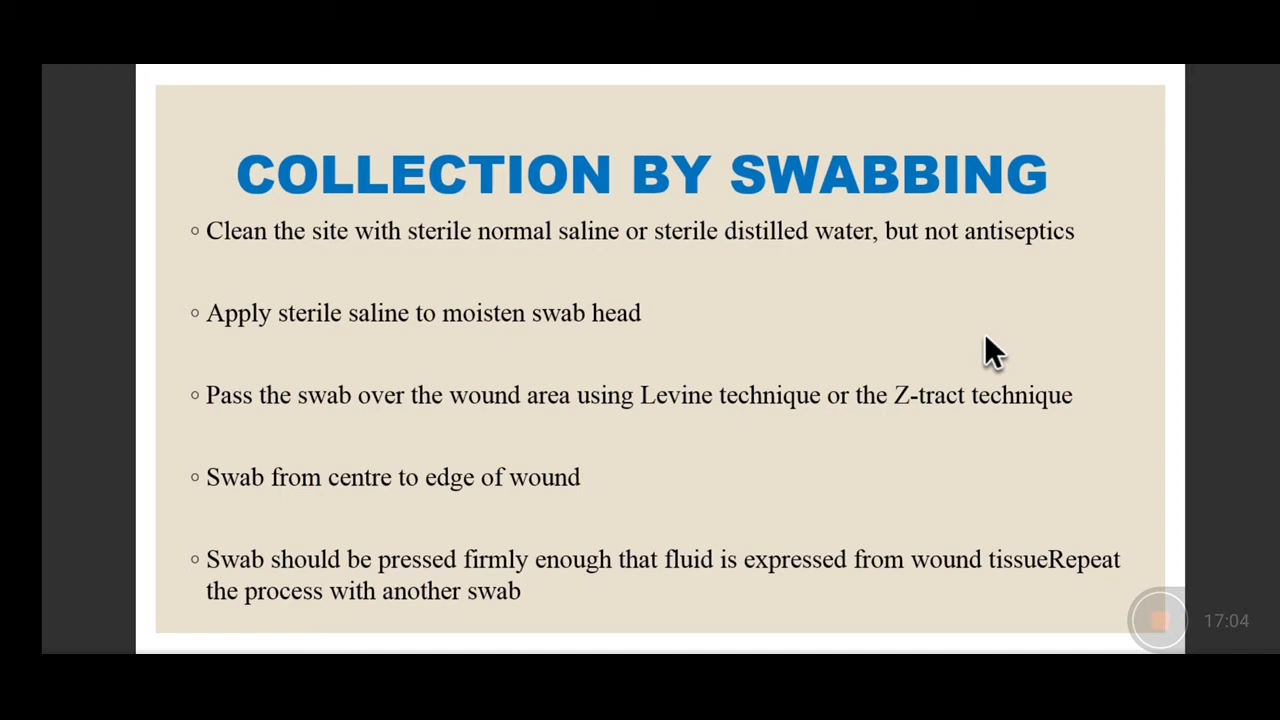 COLLECTION BY SWABBING
◦ Clean the site with sterile normal saline or sterile distilled water, but not antiseptics
◦ Apply sterile saline to moisten swab head
◦ Pass the swab over the wound area using Levine technique or the Z-tract technique
◦ Swab from centre to edge of wound
◦ Swab should be pressed firmly enough that fluid is expressed from wound tissueRepeat
the process with another swab
17:04